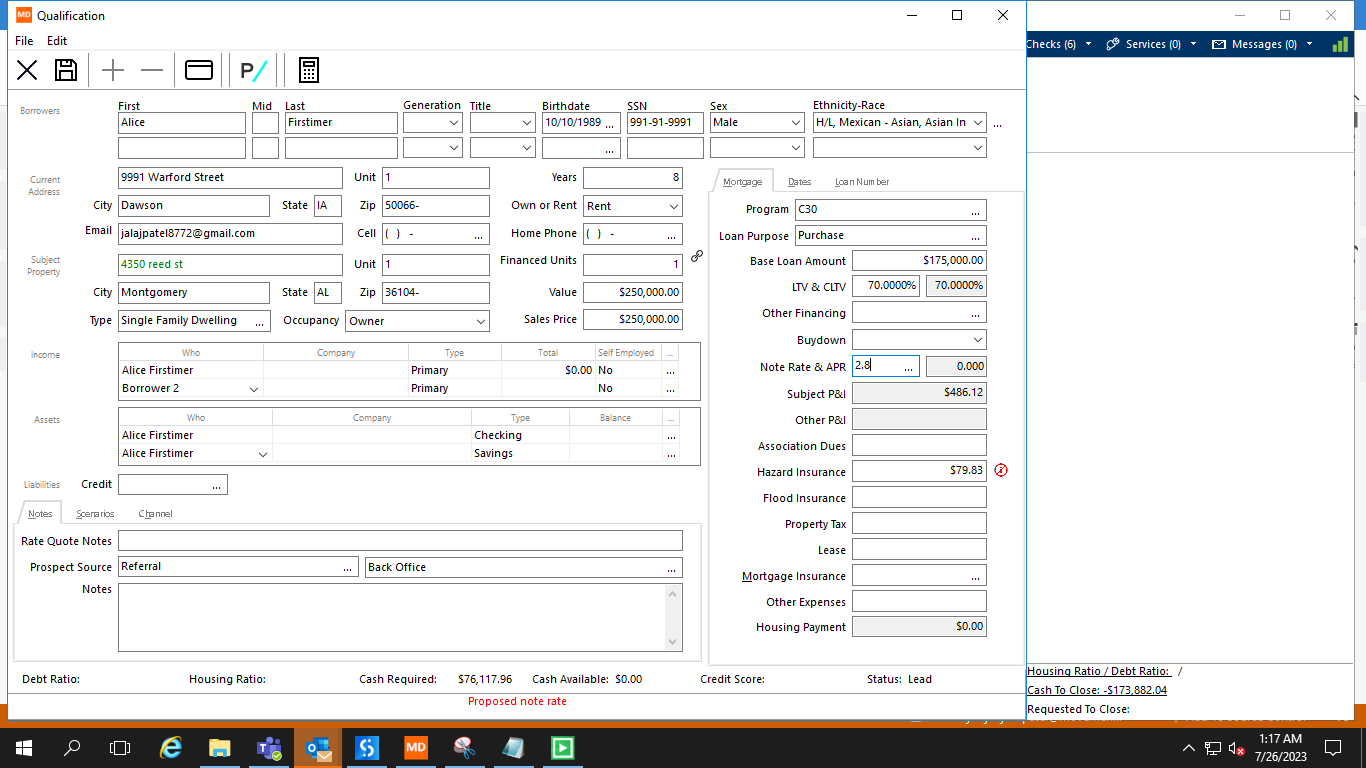 MD Qualification
File Edit
P/
Checks (6) Services (0) Messages (0)
Borrowers First Mid Last Generation Title Birthdate SSN Sex Ethnicity-Race
Alice Firstimer 10/10/1989 ... 991-91-9991 Male H/L, Mexican - Asian, Asian In ...
...
Current Address 9991 Warford Street Unit 1 Years 8
City Dawson State IA Zip 50066- Own or Rent Rent
Email jalajpatel8772@gmail.com Cell ( ) - ... Home Phone ( ) - ...
Subject Property 4350 reed st Unit 1 Financed Units 1
City Montgomery State AL Zip 36104- Value $250,000.00
Type Single Family Dwelling ... Occupancy Owner Sales Price $250,000.00
Income Who Company Type Total Self Employed ...
Alice Firstimer Primary $0.00 No ...
Borrower 2 Primary No ...
Assets Who Company Type Balance ...
Alice Firstimer Checking ...
Alice Firstimer Savings ...
Liabilities Credit ...
Notes Scenarios Channel
Rate Quote Notes
Prospect Source Referral ... Back Office ...
Notes
Mortgage Dates Loan Number
Program C30 ...
Loan Purpose Purchase ...
Base Loan Amount $175,000.00
LTV & CLTV 70.0000% 70.0000%
Other Financing ...
Buydown
Note Rate & APR 2.8 ... 0.000
Subject P&I $486.12
Other P&I
Association Dues
Hazard Insurance $79.83
Flood Insurance
Property Tax
Lease
Mortgage Insurance ...
Other Expenses
Housing Payment $0.00
Debt Ratio: Housing Ratio: Cash Required: $76,117.96 Cash Available: $0.00 Credit Score: Status: Lead
Proposed note rate
Housing Ratio / Debt Ratio: /
Cash To Close: -$173,882.04
Requested To Close:
MD
1:17 AM
7/26/2023